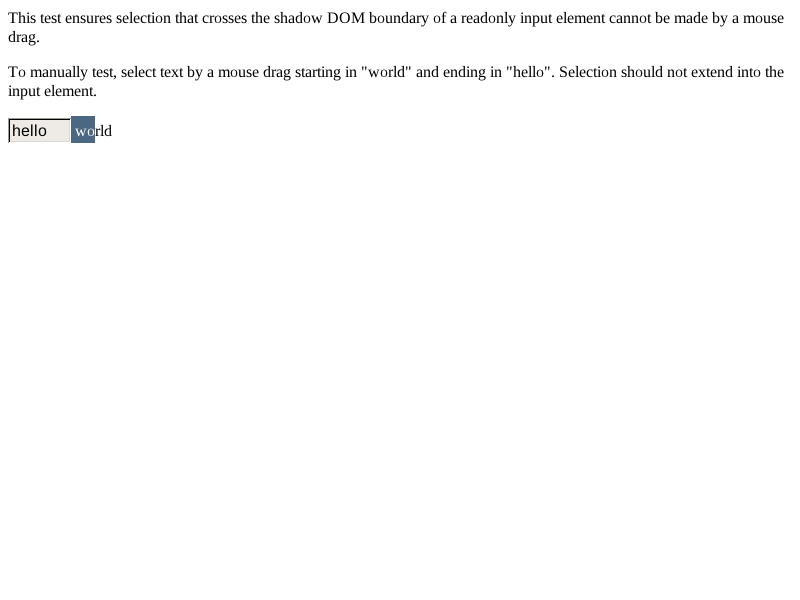 This test ensures selection that crosses the shadow DOM boundary of a readonly input element cannot be made by a mouse
drag.
To manually test, select text by a mouse drag starting in "world" and ending in "hello". Selection should not extend into the
input element.
hello world